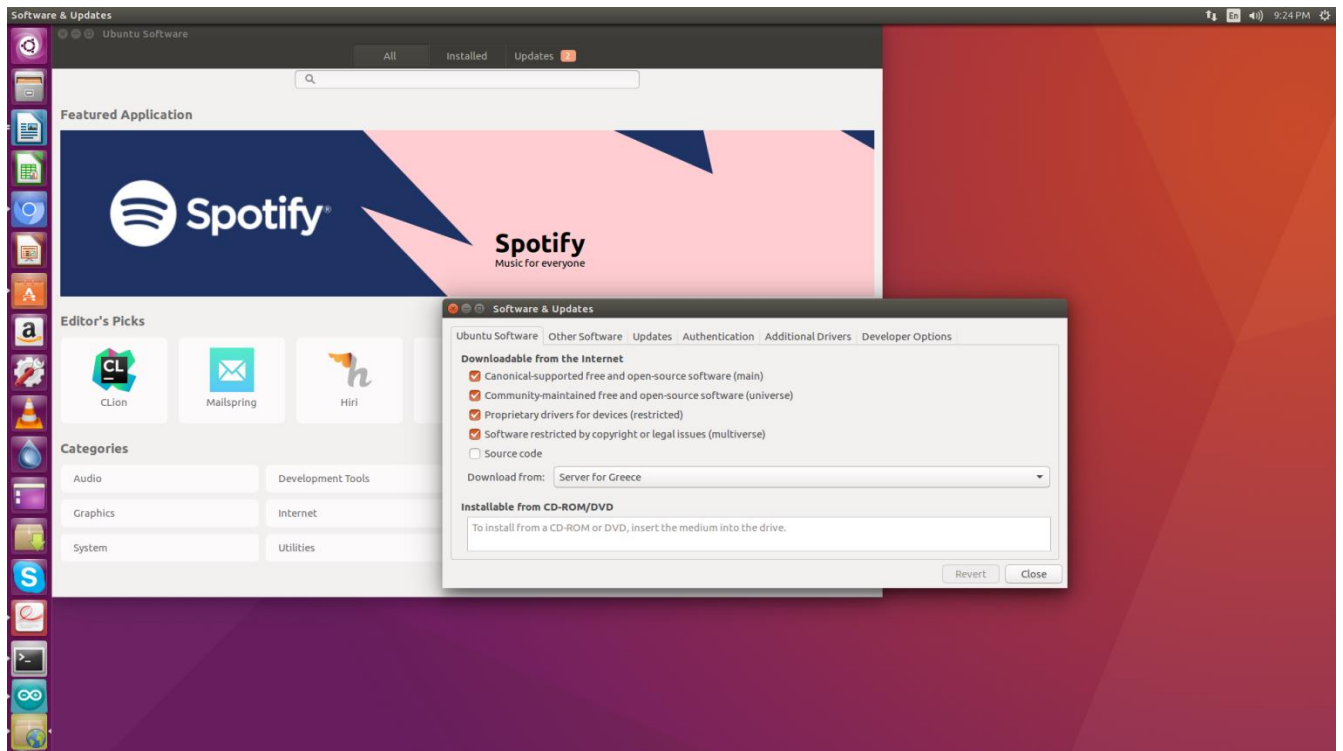 Software & Updates
En
9:24 PM
Ubuntu Software
All Installed Updates 2
Featured Application
Spotify
Spotify
Music for everyone
Editor's Picks
CLion
Mailspring
Hiri
Categories
Audio
Development Tools
Graphics
Internet
System
Utilities
Software & Updates
Ubuntu Software Other Software Updates Authentication Additional Drivers Developer Options
Downloadable from the Internet
Canonical-supported free and open-source software (main)
Community-maintained free and open-source software (universe)
Proprietary drivers for devices (restricted)
Software restricted by copyright or legal issues (multiverse)
Source code
Download from: Server for Greece
Installable from CD-ROM/DVD
To install from a CD-ROM or DVD, insert the medium into the drive.
Revert Close